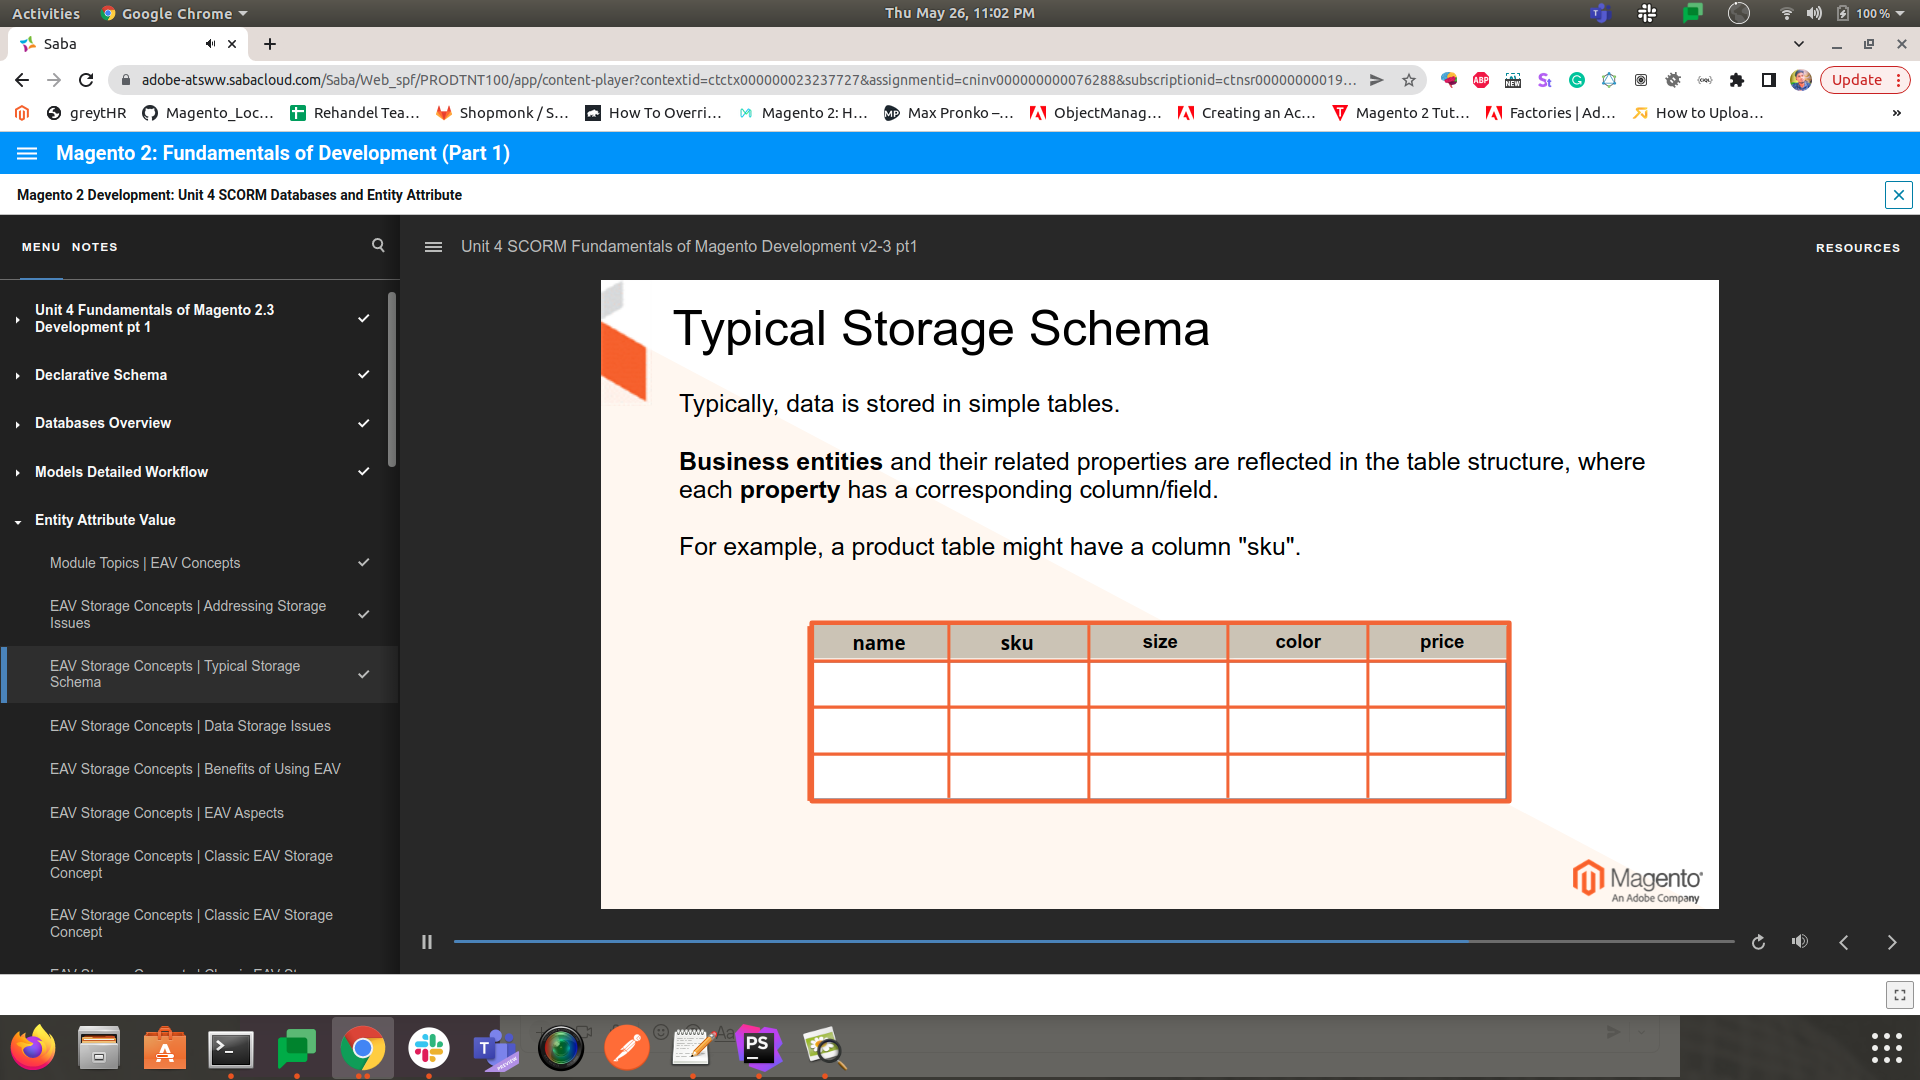 Activities
Google Chrome
Thu May 26, 11:02 PM
100 %
Saba
adobe-atsww.sabacloud.com/Saba/Web_spf/PRODTNT100/app/content-player?contextid=ctctx000000023237727&assignmentid=cninv000000000076288&subscriptionid=ctnsr00000000019...
Update
greytHR
Magento_Loc...
Rehandel Tea...
Shopmonk / S...
How To Overri...
Magento 2: H...
Max Pronko –...
ObjectManag...
Creating an Ac...
Magento 2 Tut...
Factories | Ad...
How to Uploa...
»
Magento 2: Fundamentals of Development (Part 1)
Magento 2 Development: Unit 4 SCORM Databases and Entity Attribute
MENU NOTES
Unit 4 SCORM Fundamentals of Magento Development v2-3 pt1
RESOURCES
Unit 4 Fundamentals of Magento 2.3
Development pt 1
Declarative Schema
Databases Overview
Models Detailed Workflow
Entity Attribute Value
Module Topics | EAV Concepts
EAV Storage Concepts | Addressing Storage
Issues
EAV Storage Concepts | Typical Storage
Schema
EAV Storage Concepts | Data Storage Issues
EAV Storage Concepts | Benefits of Using EAV
EAV Storage Concepts | EAV Aspects
EAV Storage Concepts | Classic EAV Storage
Concept
EAV Storage Concepts | Classic EAV Storage
Concept
Typical Storage Schema
Typically, data is stored in simple tables.
Business entities and their related properties are reflected in the table structure, where
each property has a corresponding column/field.
For example, a product table might have a column "sku".
name sku size color price
Magento
An Adobe Company